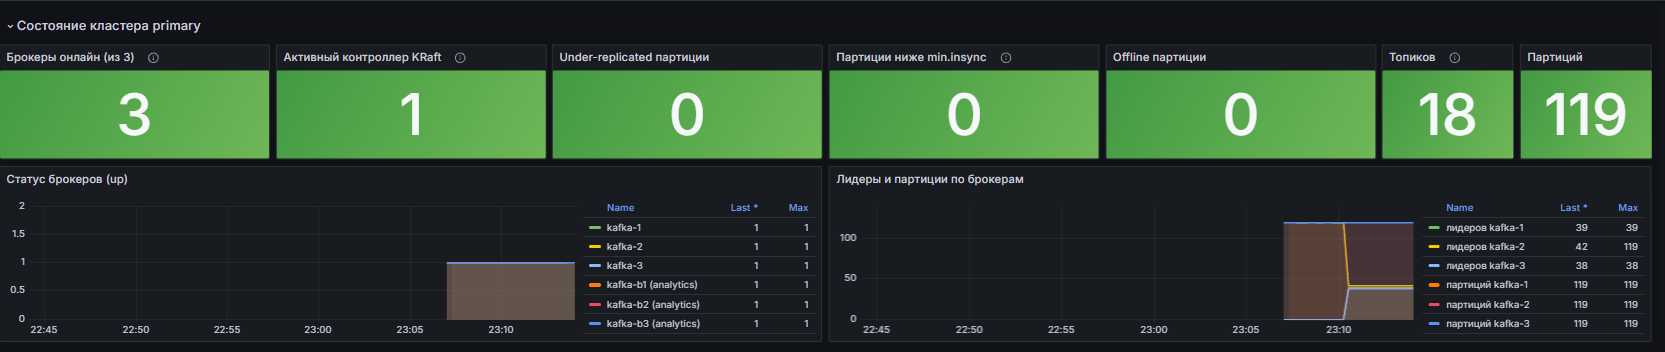 Состояние кластера primary
Брокеры онлайн (из 3)
3
Активный контроллер KRaft
1
Under-replicated партиции
0
Партиции ниже min.insync
0
Offline партиции
0
Топиков
18
Партиций
119
Статус брокеров (up)
2
1.5
1
0.5
0
22:45 22:50 22:55 23:00 23:05 23:10
Name Last * Max
kafka-1 1 1
kafka-2 1 1
kafka-3 1 1
kafka-b1 (analytics) 1 1
kafka-b2 (analytics) 1 1
kafka-b3 (analytics) 1 1
Лидеры и партиции по брокерам
100
50
0
22:45 22:50 22:55 23:00 23:05 23:10
Name Last * Max
лидеров kafka-1 39 39
лидеров kafka-2 42 119
лидеров kafka-3 38 38
партиций kafka-1 119 119
партиций kafka-2 119 119
партиций kafka-3 119 119